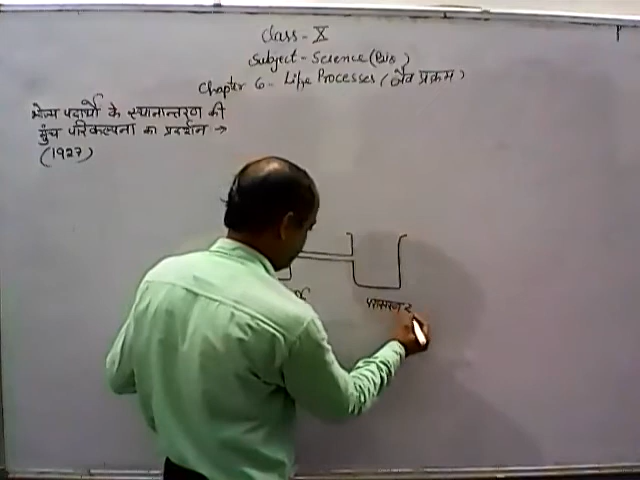 Class - X
Subject - Science (Bio)
Chapter 6 - Life Processes (जैव प्रक्रम)
भोज्य पदार्थों के स्थानान्तरण की
मुंच परिकल्पना का प्रदर्शन →
(1927)